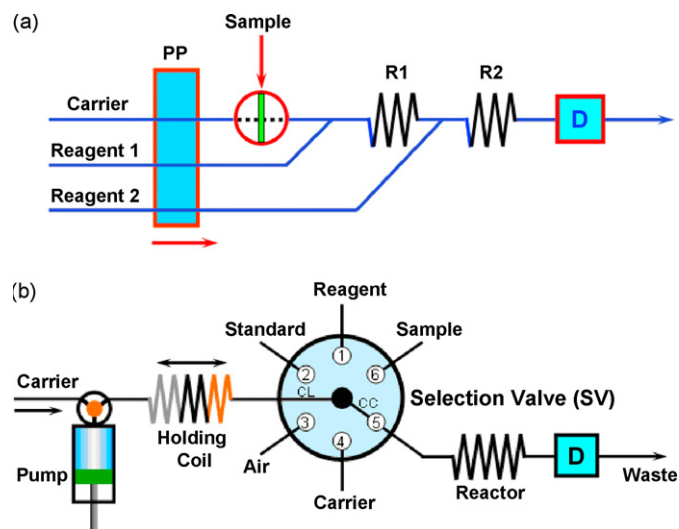 (a)
Sample
PP
R1
R2
Carrier
D
Reagent 1
Reagent 2
(b)
Reagent
Standard
Sample
1
2
6
Carrier
CL
CC
Selection Valve (SV)
3
5
4
Holding
Coil
Pump
Air
D
Reactor
Waste
Carrier